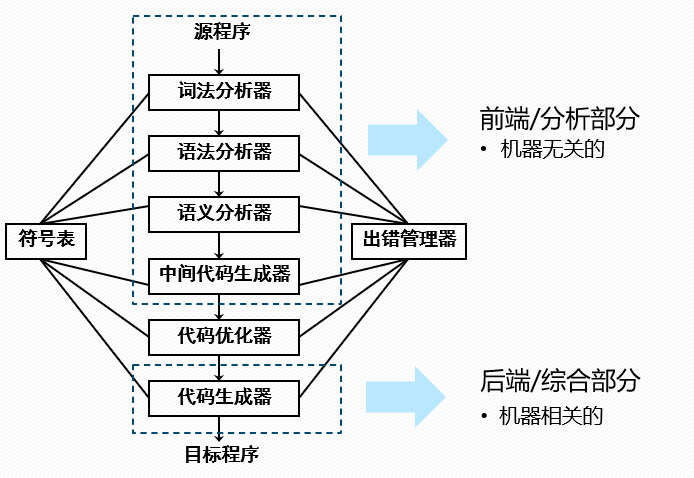 源程序
词法分析器
前端/分析部分
• 机器无关的
语法分析器
语义分析器
符号表
出错管理器
中间代码生成器
代码优化器
后端/综合部分
• 机器相关的
代码生成器
目标程序